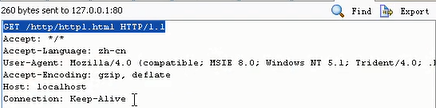 260 bytes sent to 127.0.0.1:80
Find
Export
GET /http/http1.html HTTP/1.1
Accept: */*
Accept-Language: zh-cn
User-Agent: Mozilla/4.0 (compatible; MSIE 8.0; Windows NT 5.1; Trident/4.0; .
Accept-Encoding: gzip, deflate
Host: localhost
Connection: Keep-Alive